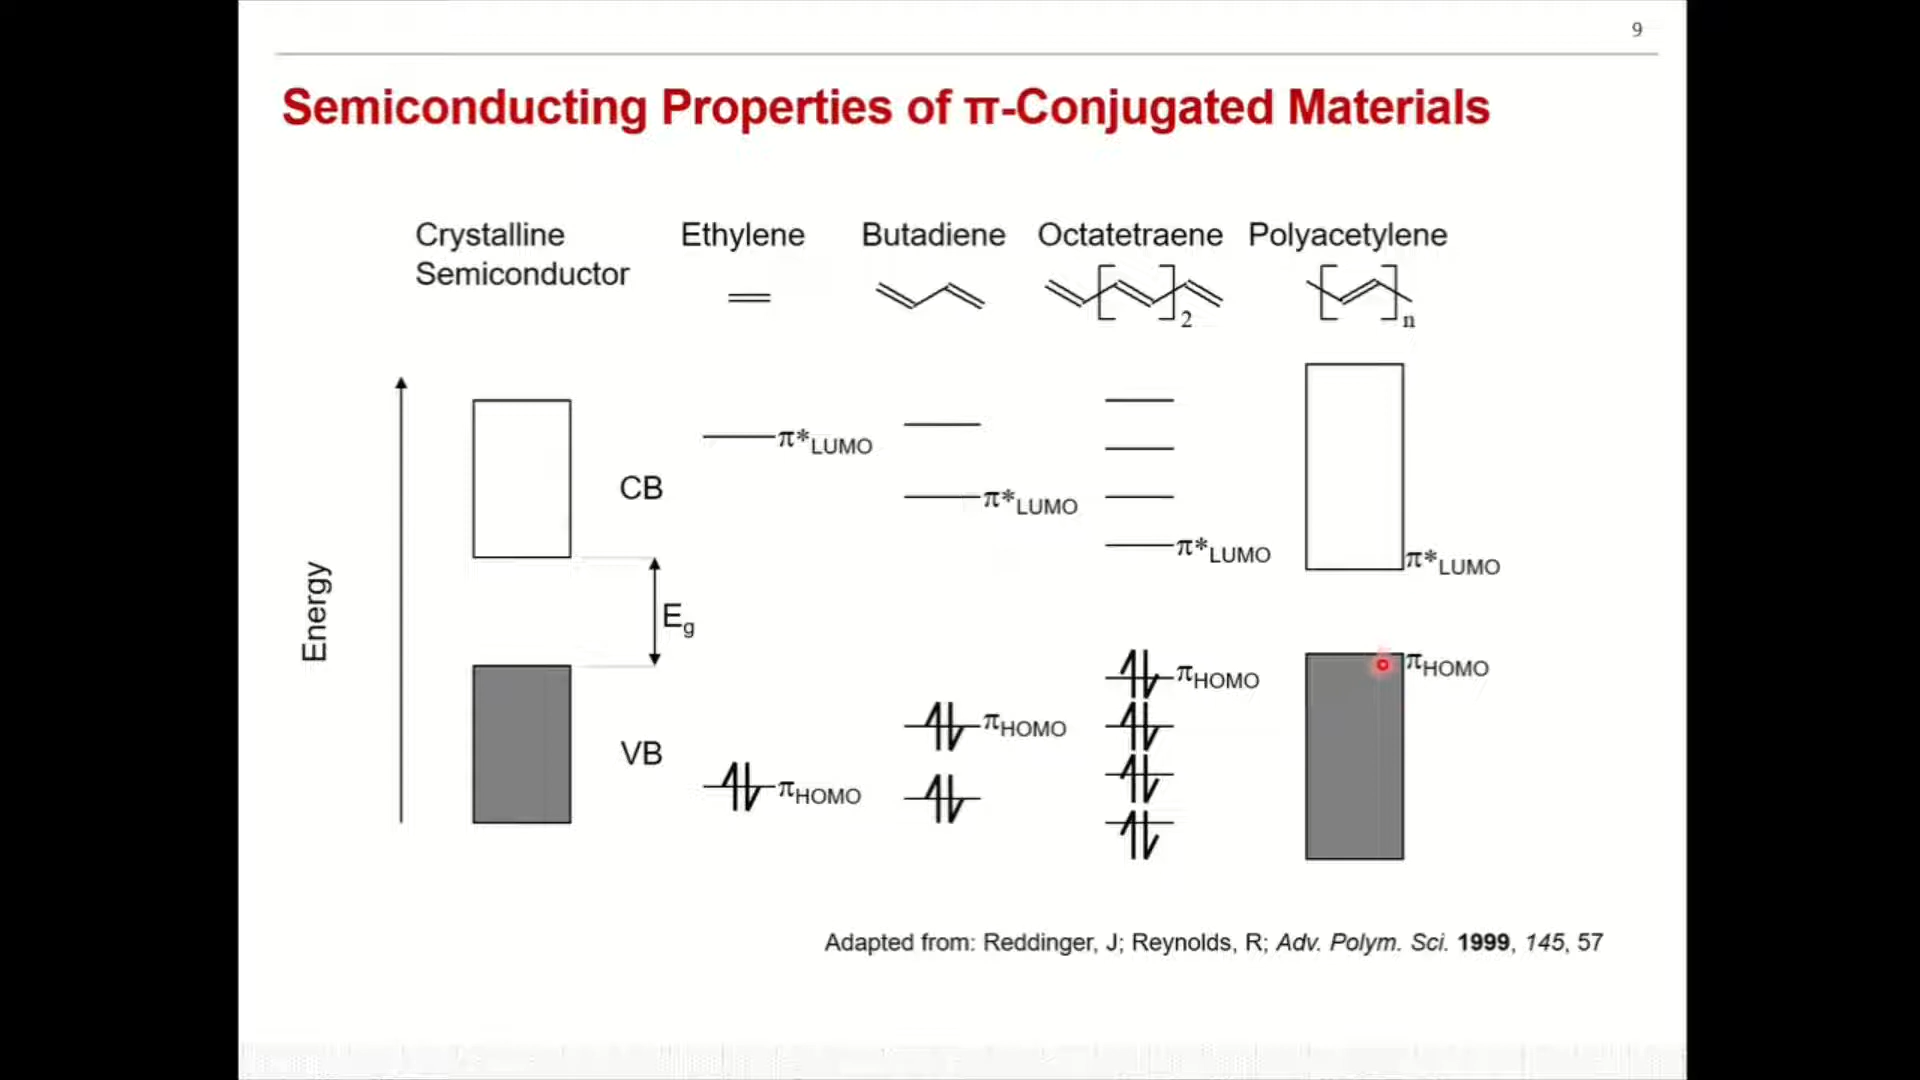 9
Semiconducting Properties of π-Conjugated Materials
Crystalline
Semiconductor
Ethylene
Butadiene
Octatetraene
Polyacetylene
2
n
Energy
CB
E_g
VB
π*LUMO
πHOMO
π*LUMO
πHOMO
π*LUMO
πHOMO
π*LUMO
πHOMO
Adapted from: Reddinger, J; Reynolds, R; Adv. Polym. Sci. 1999, 145, 57